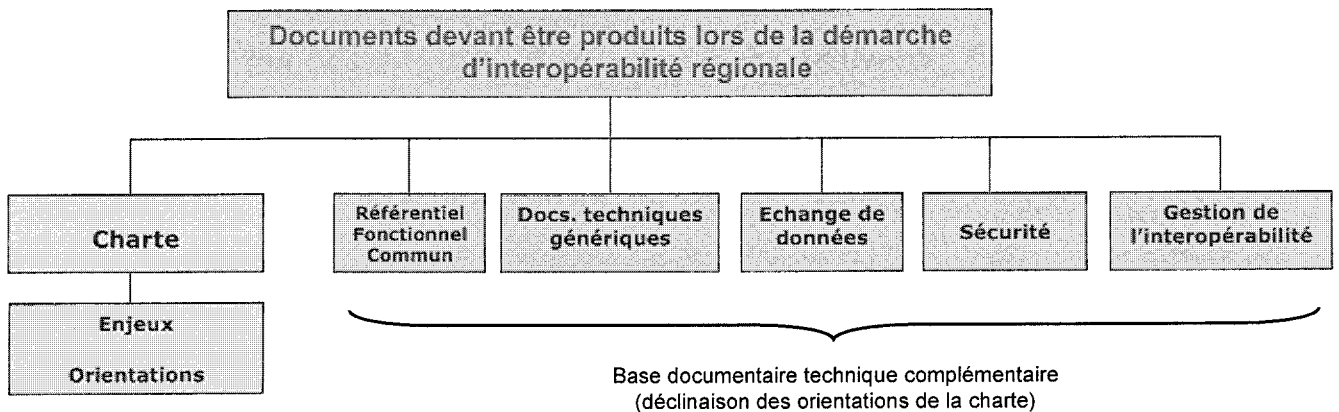 Documents devant être produits lors de la démarche
d'interopérabilité régionale
Charte
Enjeux
Orientations
Référentiel
Fonctionnel
Commun
Docs. techniques
génériques
Echange de
données
Sécurité
Gestion de
l'interopérabilité
Base documentaire technique complémentaire
(déclinaison des orientations de la charte)